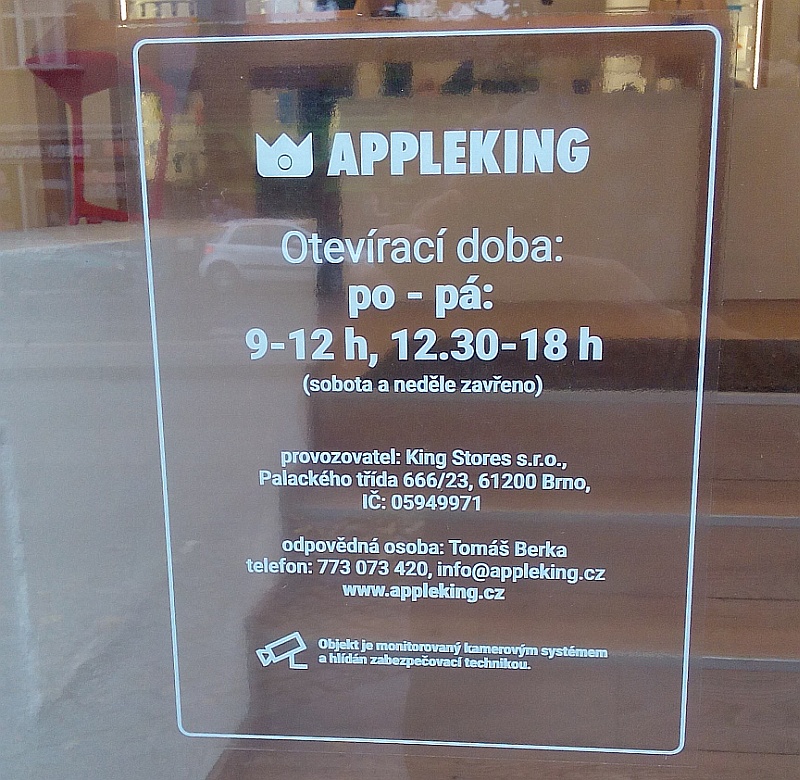 APPLEKING
Otevírací doba:
po - pá:
9-12 h, 12.30-18 h
(sobota a neděle zavřeno)
provozovatel: King Stores s.r.o.,
Palackého třída 666/23, 61200 Brno,
IČ: 05949971
odpovědná osoba: Tomáš Berka
telefon: 773 073 420, info@appleking.cz
www.appleking.cz
Objekt je monitorovaný kamerovým systémem
a hlídán zabezpečovací technikou.